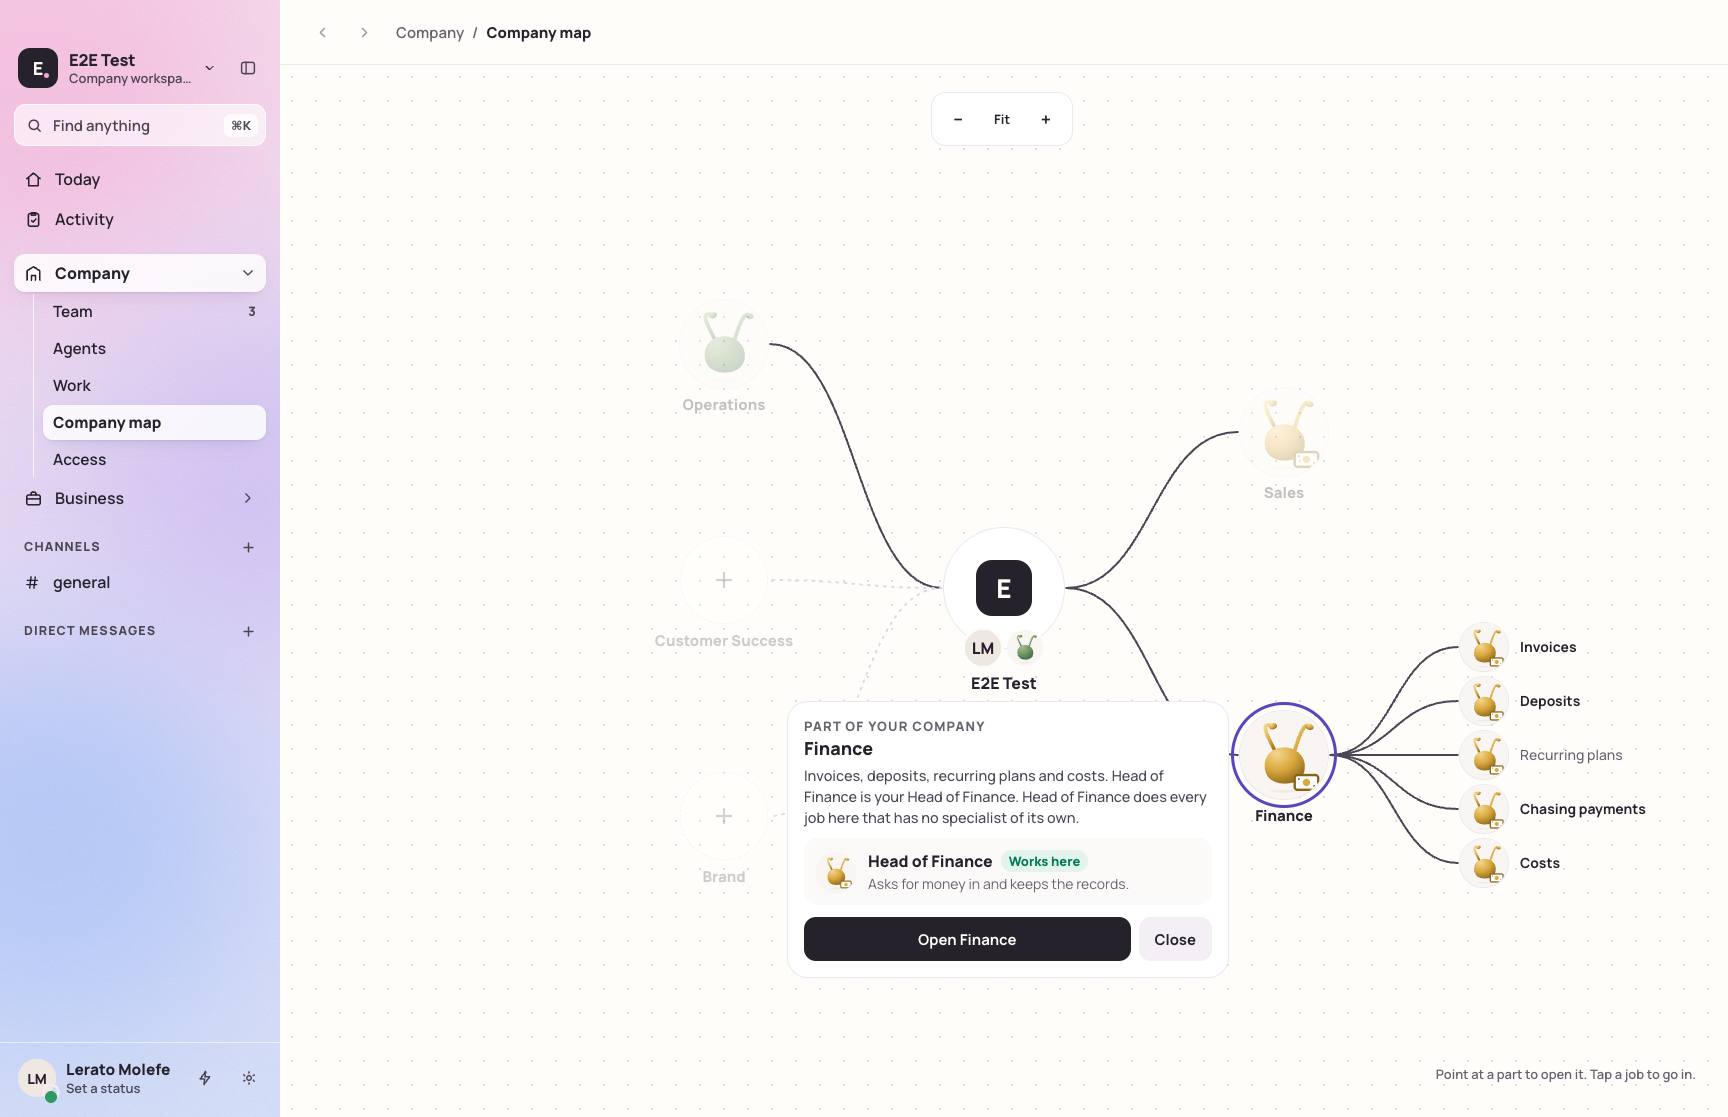 Company / Company map
E
E2E Test
Company workspa...
Find anything
⌘K
Today
Activity
Company
Team 3
Agents
Work
Company map
Access
Business
CHANNELS
# general
DIRECT MESSAGES
LM
Lerato Molefe
Set a status
− Fit +
Operations
Sales
Customer Success
E
LM
E2E Test
Brand
PART OF YOUR COMPANY
Finance
Invoices, deposits, recurring plans and costs. Head of
Finance is your Head of Finance. Head of Finance does every
job here that has no specialist of its own.
Head of Finance Works here
Asks for money in and keeps the records.
Open Finance
Close
Finance
Invoices
Deposits
Recurring plans
Chasing payments
Costs
Point at a part to open it. Tap a job to go in.